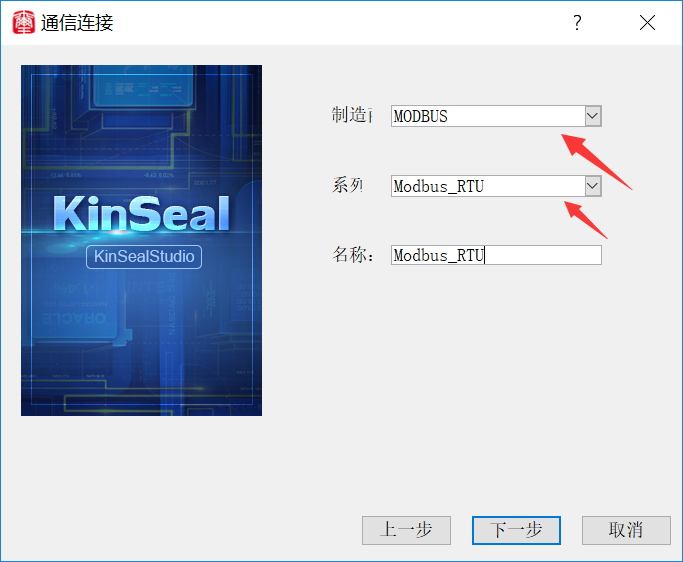 通信连接
?
KinSeal
KinSealStudio
ORACLE
制造
MODBUS
系列
Modbus_RTU
名称：
Modbus_RTU
上一步
下一步
取消